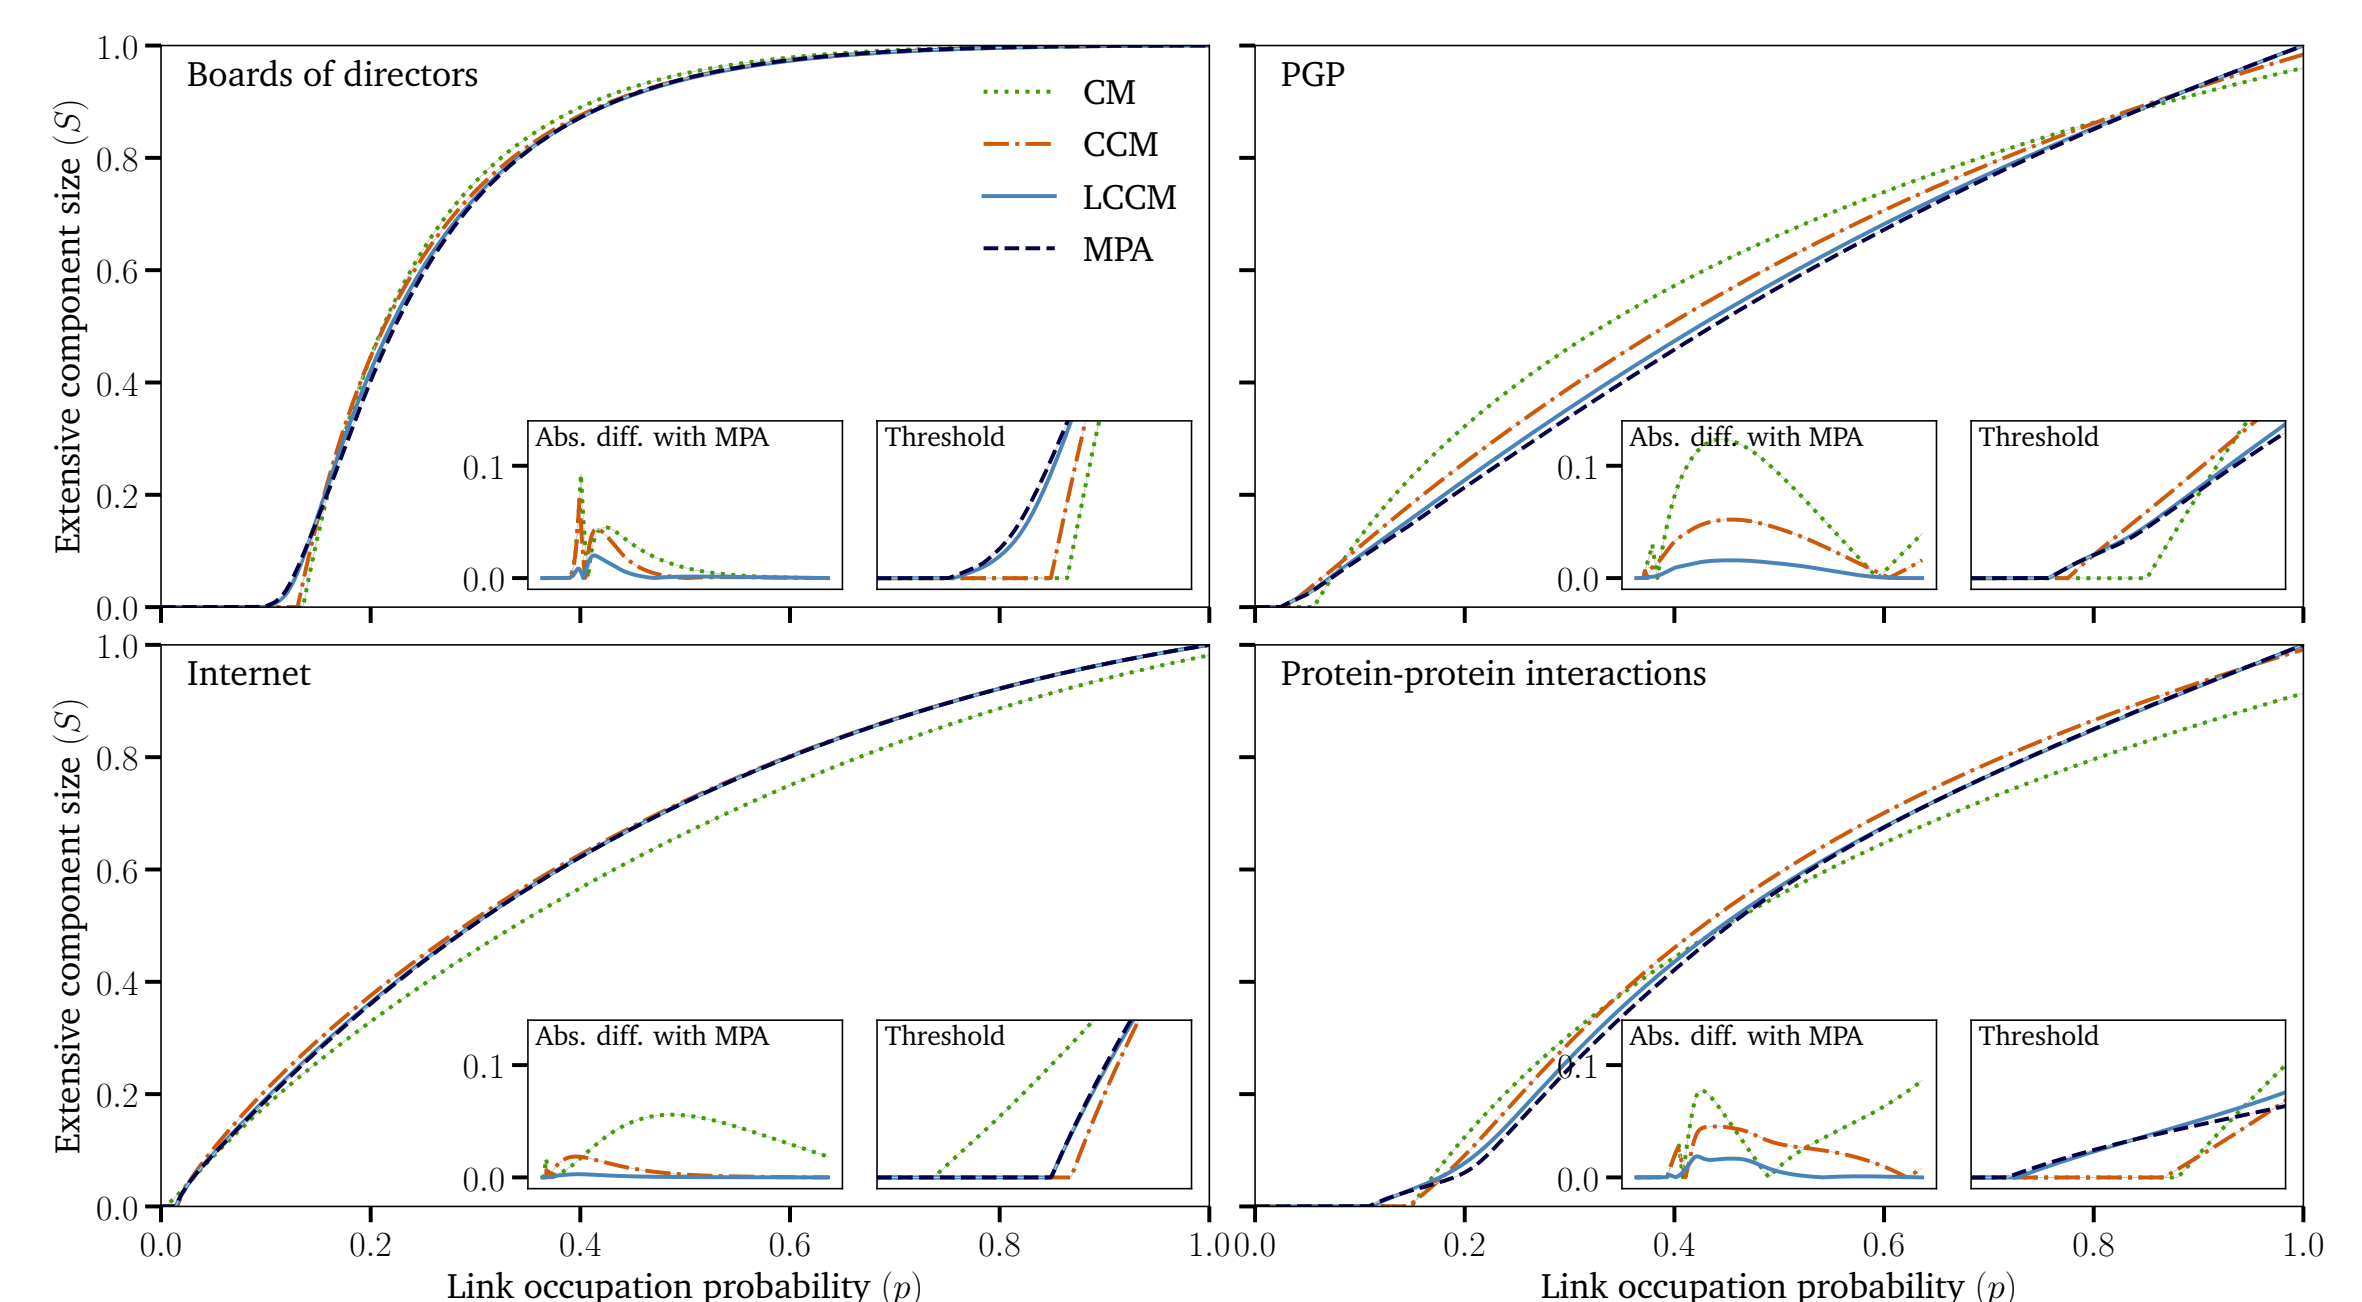 Boards of directors
CM
CCM
LCCM
MPA
Extensive component size (S)
1.0
0.8
0.6
0.4
0.2
0.0
Abs. diff. with MPA
0.1
0.0
Threshold
PGP
Abs. diff. with MPA
0.1
0.0
Threshold
Internet
Extensive component size (S)
1.0
0.8
0.6
0.4
0.2
0.0
Abs. diff. with MPA
0.1
0.0
Threshold
0.0 0.2 0.4 0.6 0.8 1.0
Link occupation probability (p)
Protein-protein interactions
Abs. diff. with MPA
0.1
0.0
Threshold
0.0 0.2 0.4 0.6 0.8 1.0
Link occupation probability (p)